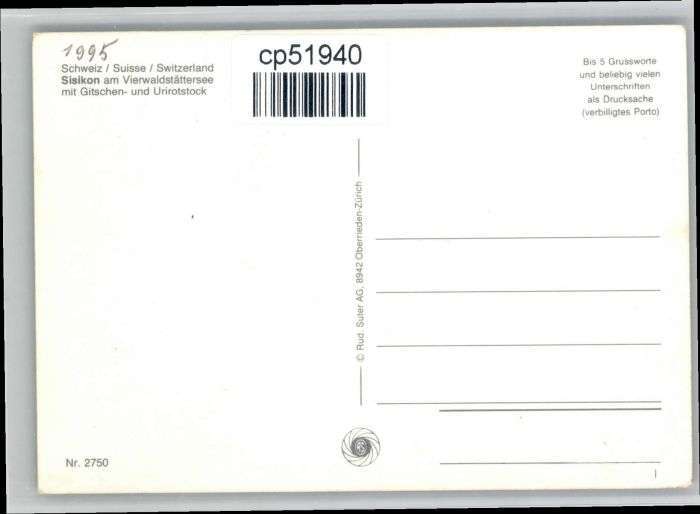 1995
Schweiz / Suisse / Switzerland
Sisikon am Vierwaldstättersee
mit Gitschen- und Urirotstock
cp51940
Bis 5 Grussworte
und beliebig vielen
Unterschriften
als Drucksache
(verbilligtes Porto)
© Rud. Suter AG, 8942 Oberrieden-Zürich
Nr. 2750